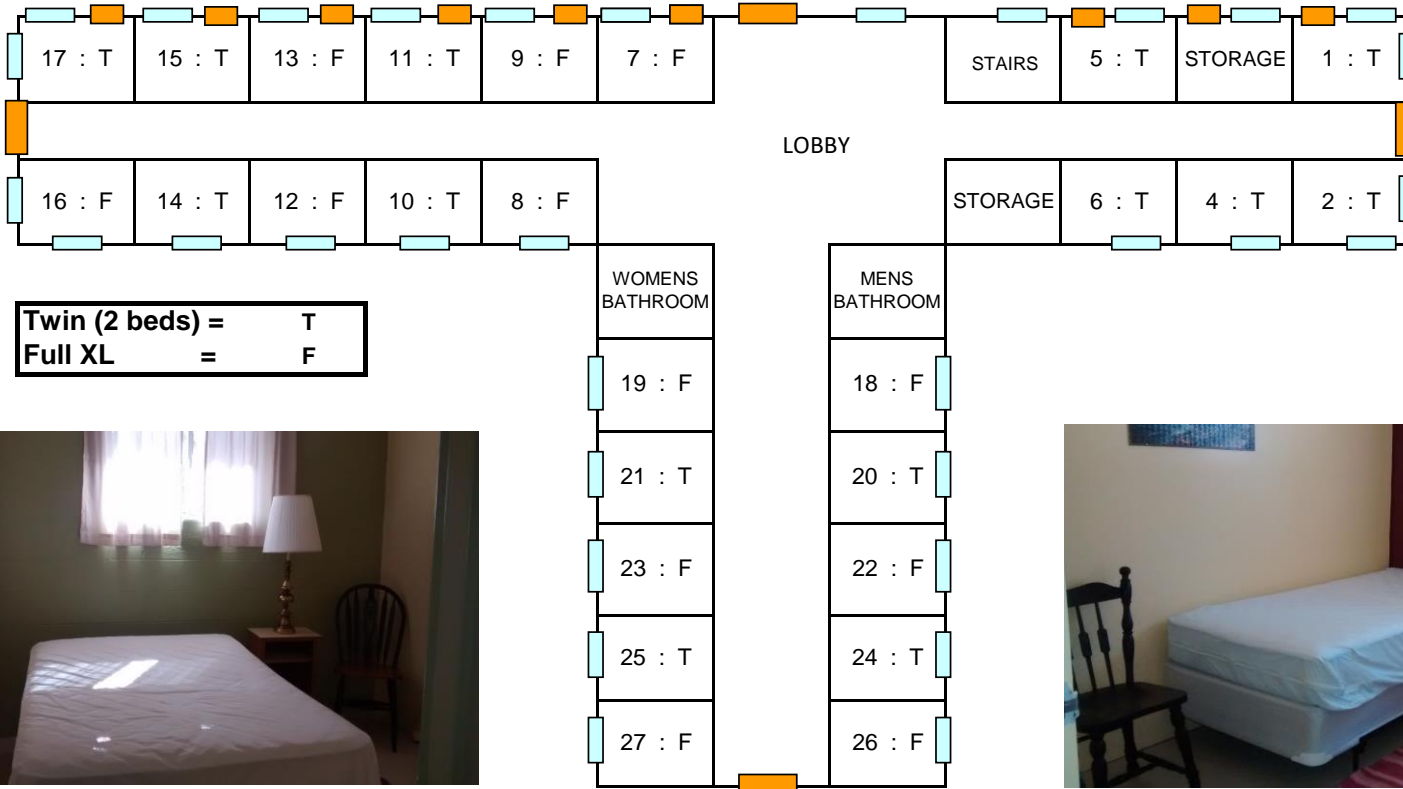 17 : T 15 : T 13 : F 11 : T 9 : F 7 : F STAIRS 5 : T STORAGE 1 : T
LOBBY
16 : F 14 : T 12 : F 10 : T 8 : F STORAGE 6 : T 4 : T 2 : T
WOMENS
BATHROOM
MENS
BATHROOM
Twin (2 beds) = T
Full XL = F
19 : F 18 : F
21 : T 20 : T
23 : F 22 : F
25 : T 24 : T
27 : F 26 : F